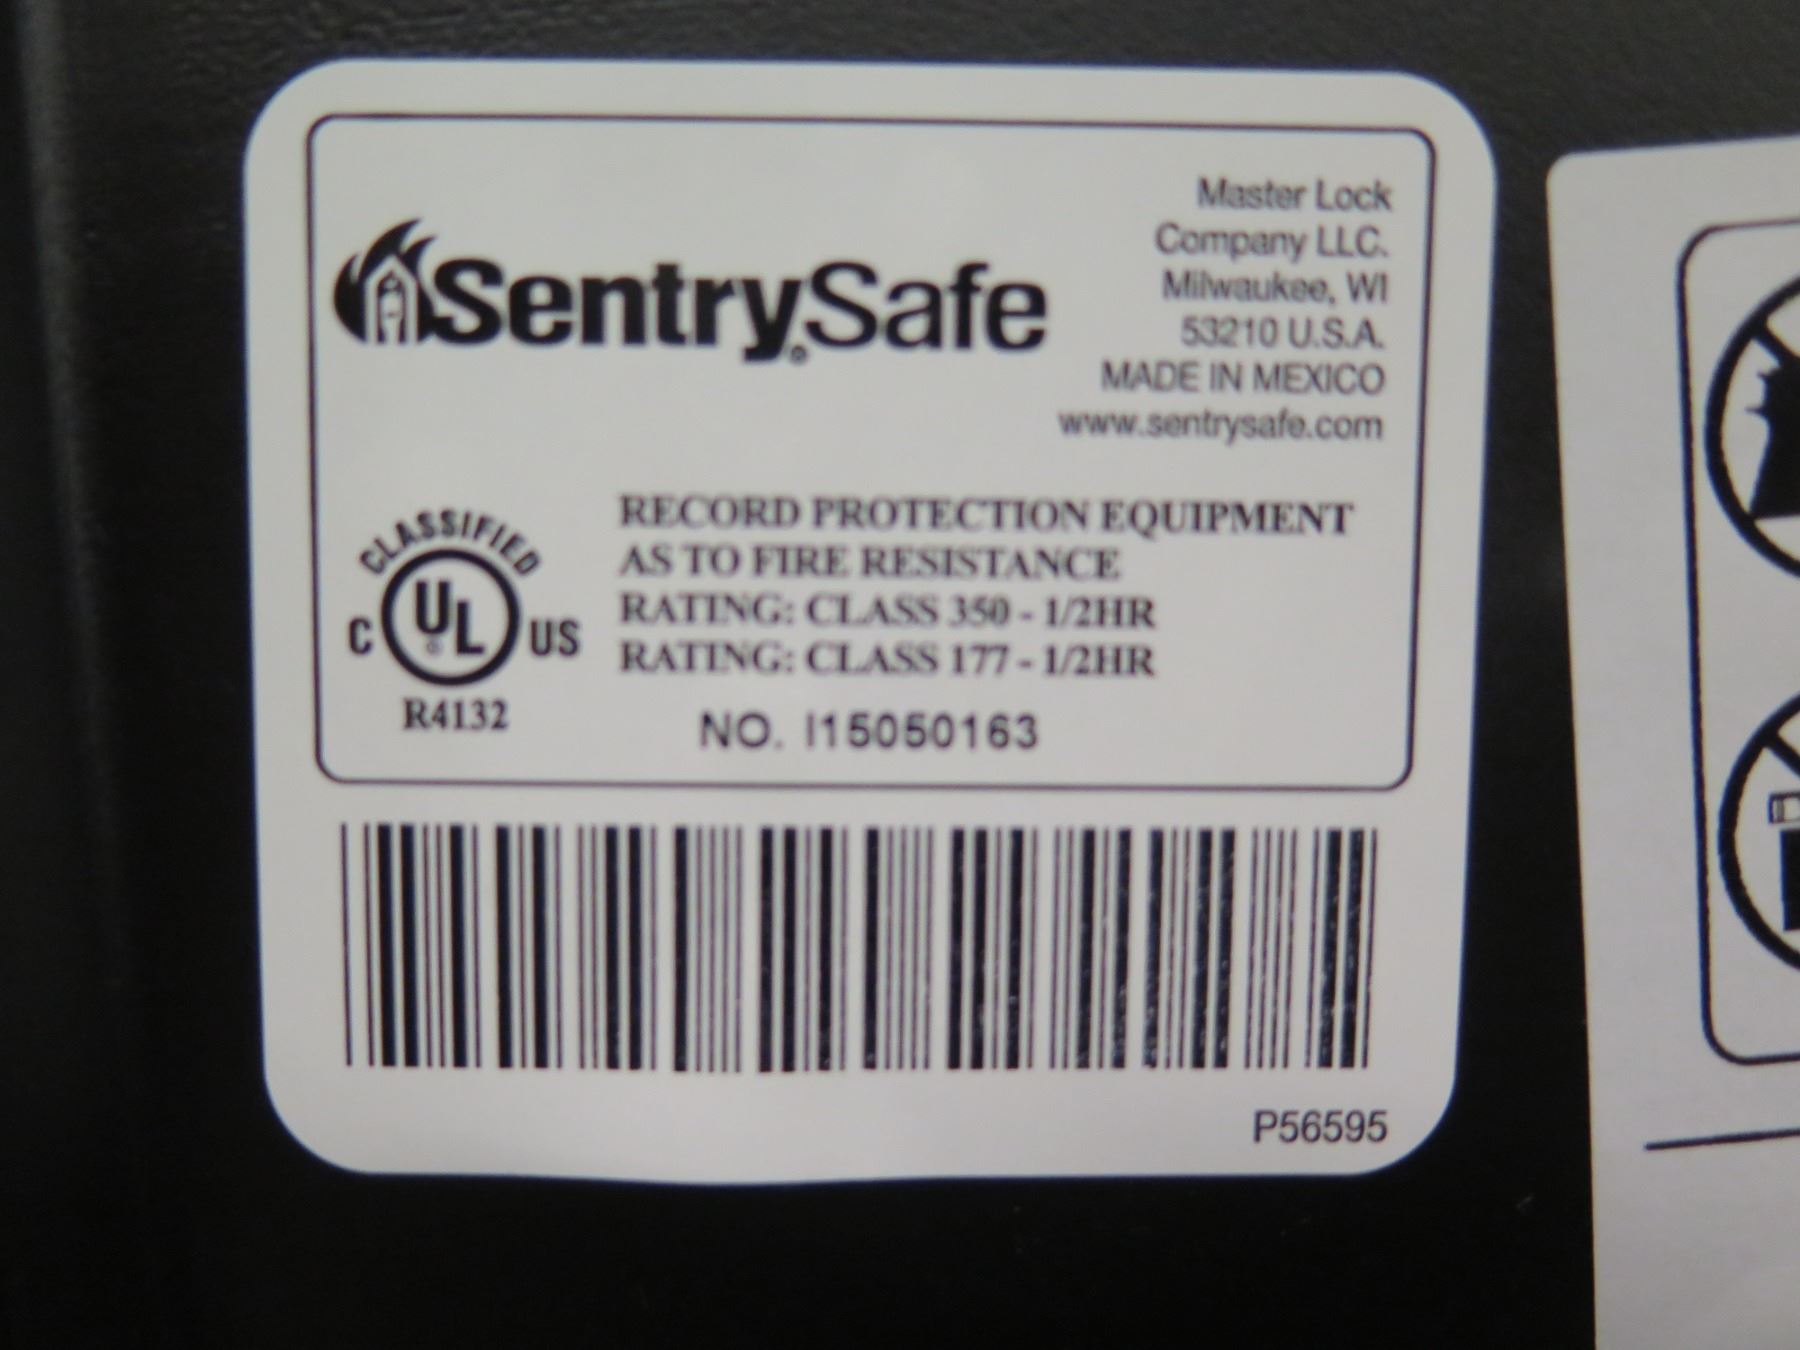 SentrySafe®
Master Lock
Company LLC.
Milwaukee, WI
53210 U.S.A.
MADE IN MEXICO
www.sentrysafe.com
CLASSIFIED
C UL® US
R4132
RECORD PROTECTION EQUIPMENT
AS TO FIRE RESISTANCE
RATING: CLASS 350 - 1/2HR
RATING: CLASS 177 - 1/2HR
NO. I15050163
P56595